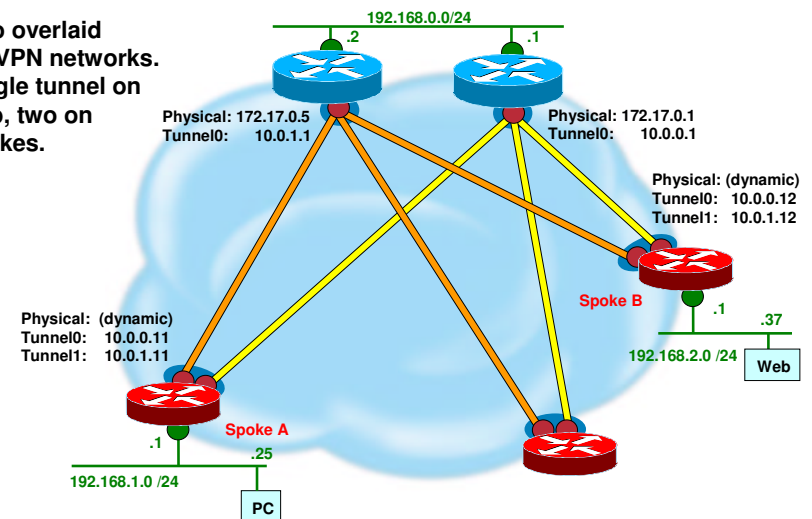 overlaid
VPN networks.
gle tunnel on
, two on
kes.
192.168.0.0/24
.2
.1
Physical: 172.17.0.5
Tunnel0: 10.0.1.1
Physical: 172.17.0.1
Tunnel0: 10.0.0.1
Physical: (dynamic)
Tunnel0: 10.0.0.12
Tunnel1: 10.0.1.12
Spoke B
.1
.37
192.168.2.0 /24
Web
Physical: (dynamic)
Tunnel0: 10.0.0.11
Tunnel1: 10.0.1.11
Spoke A
.1
.25
192.168.1.0 /24
PC